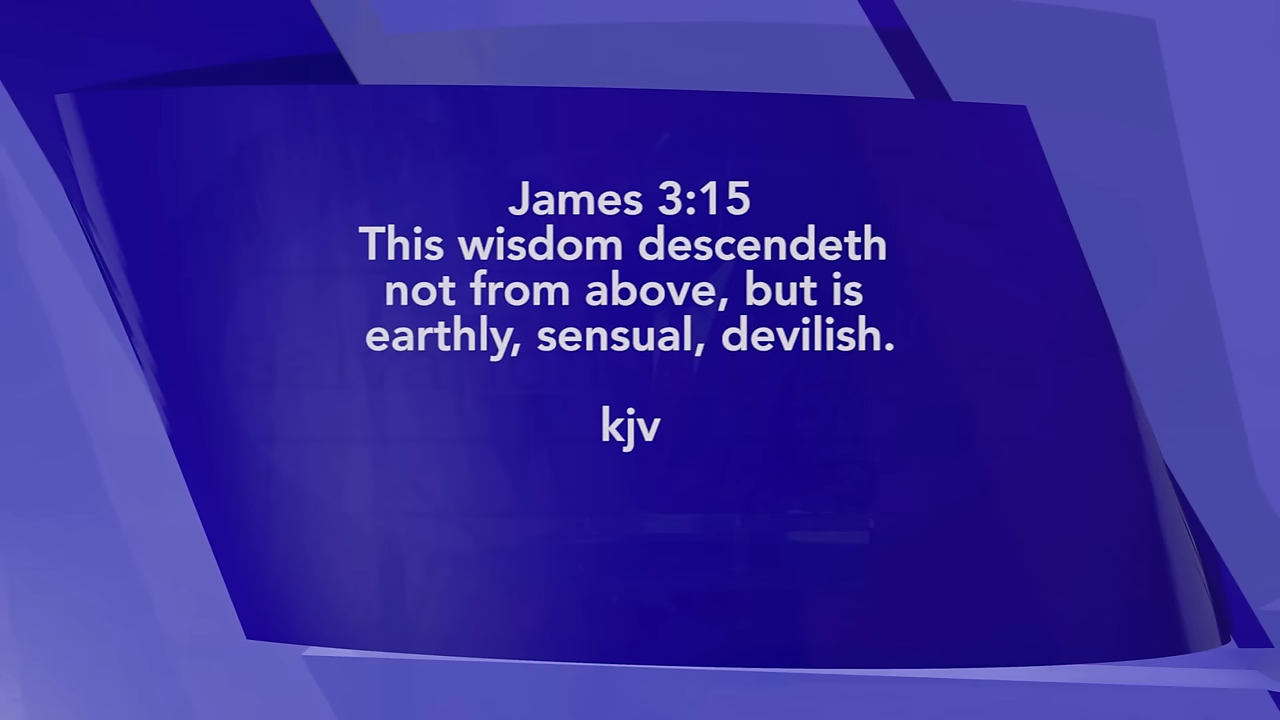 James 3:15
This wisdom descendeth
not from above, but is
earthly, sensual, devilish.
kjv